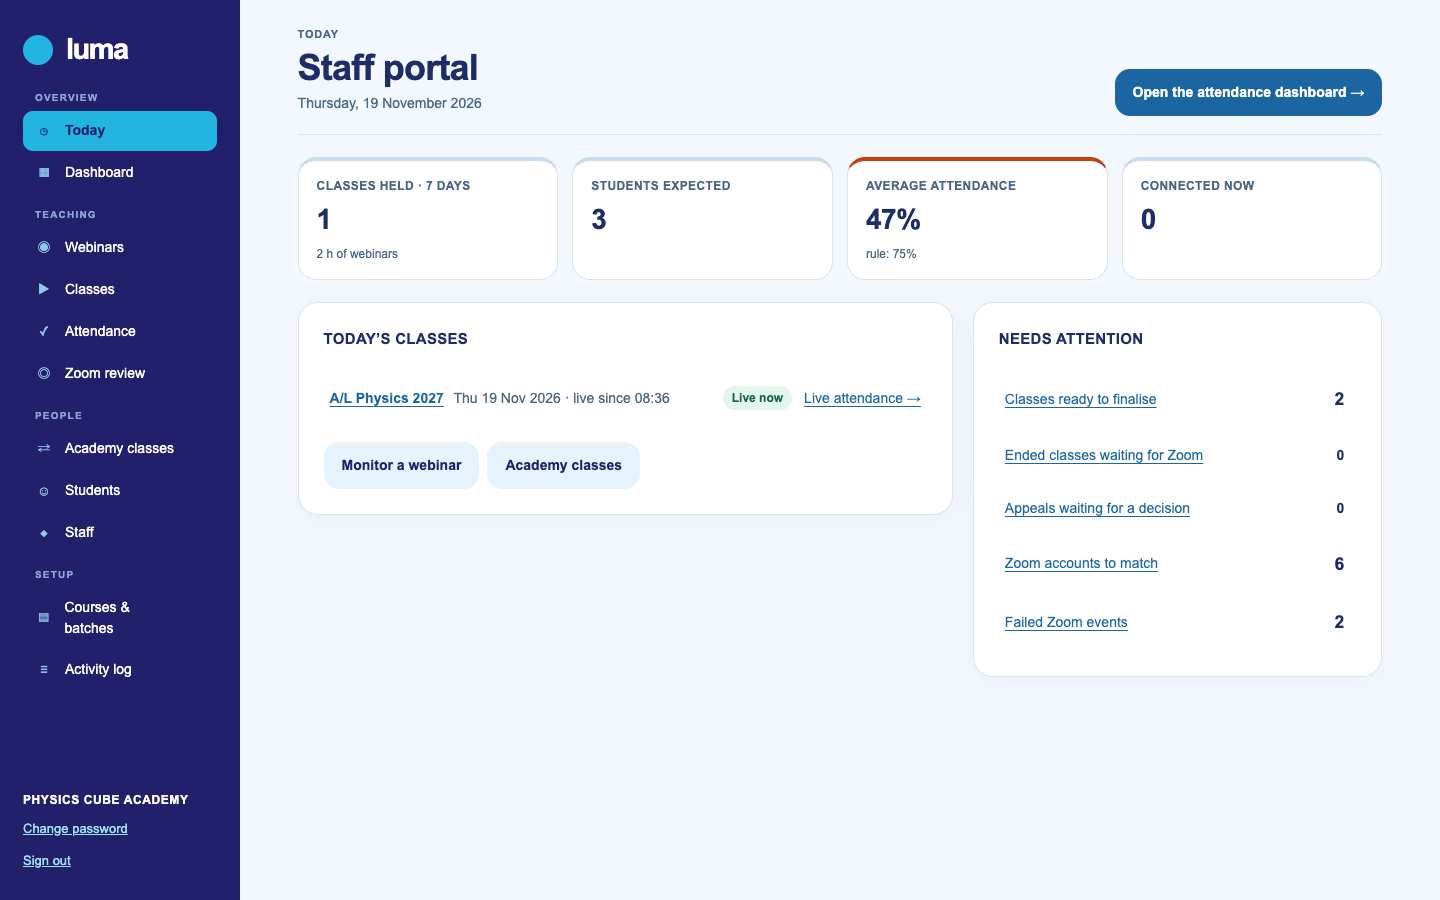 luma
OVERVIEW
Today
Dashboard
TEACHING
Webinars
Classes
Attendance
Zoom review
PEOPLE
Academy classes
Students
Staff
SETUP
Courses &
batches
Activity log
PHYSICS CUBE ACADEMY
Change password
Sign out
TODAY
Staff portal
Thursday, 19 November 2026
Open the attendance dashboard →
CLASSES HELD · 7 DAYS
1
2 h of webinars
STUDENTS EXPECTED
3
AVERAGE ATTENDANCE
47%
rule: 75%
CONNECTED NOW
0
TODAY’S CLASSES
A/L Physics 2027 Thu 19 Nov 2026 · live since 08:36 Live now Live attendance →
Monitor a webinar Academy classes
NEEDS ATTENTION
Classes ready to finalise 2
Ended classes waiting for Zoom 0
Appeals waiting for a decision 0
Zoom accounts to match 6
Failed Zoom events 2